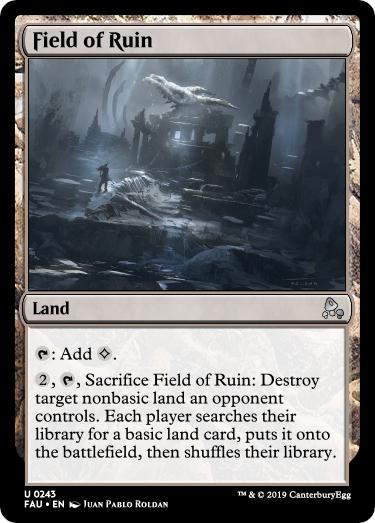 Field of Ruin
Land
: Add .
2, , Sacrifice Field of Ruin: Destroy
target nonbasic land an opponent
controls. Each player searches their
library for a basic land card, puts it onto
the battlefield, then shuffles their library.
U 0243
FAU • EN Juan Pablo Roldan
™ & © 2019 CanterburyEgg